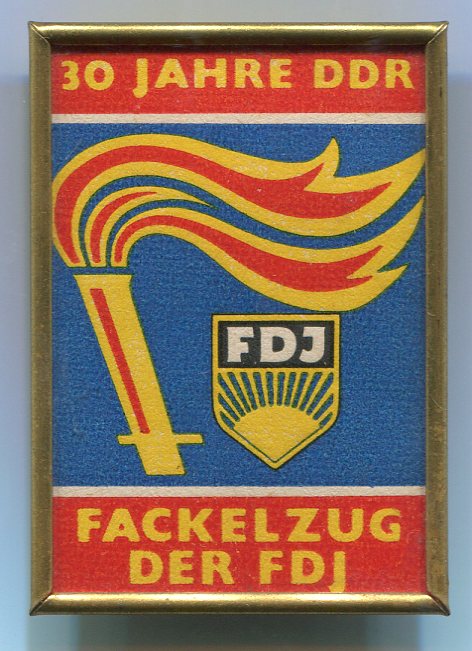 30 JAHRE DDR
FDJ
FACKELZUG
DER FDJ